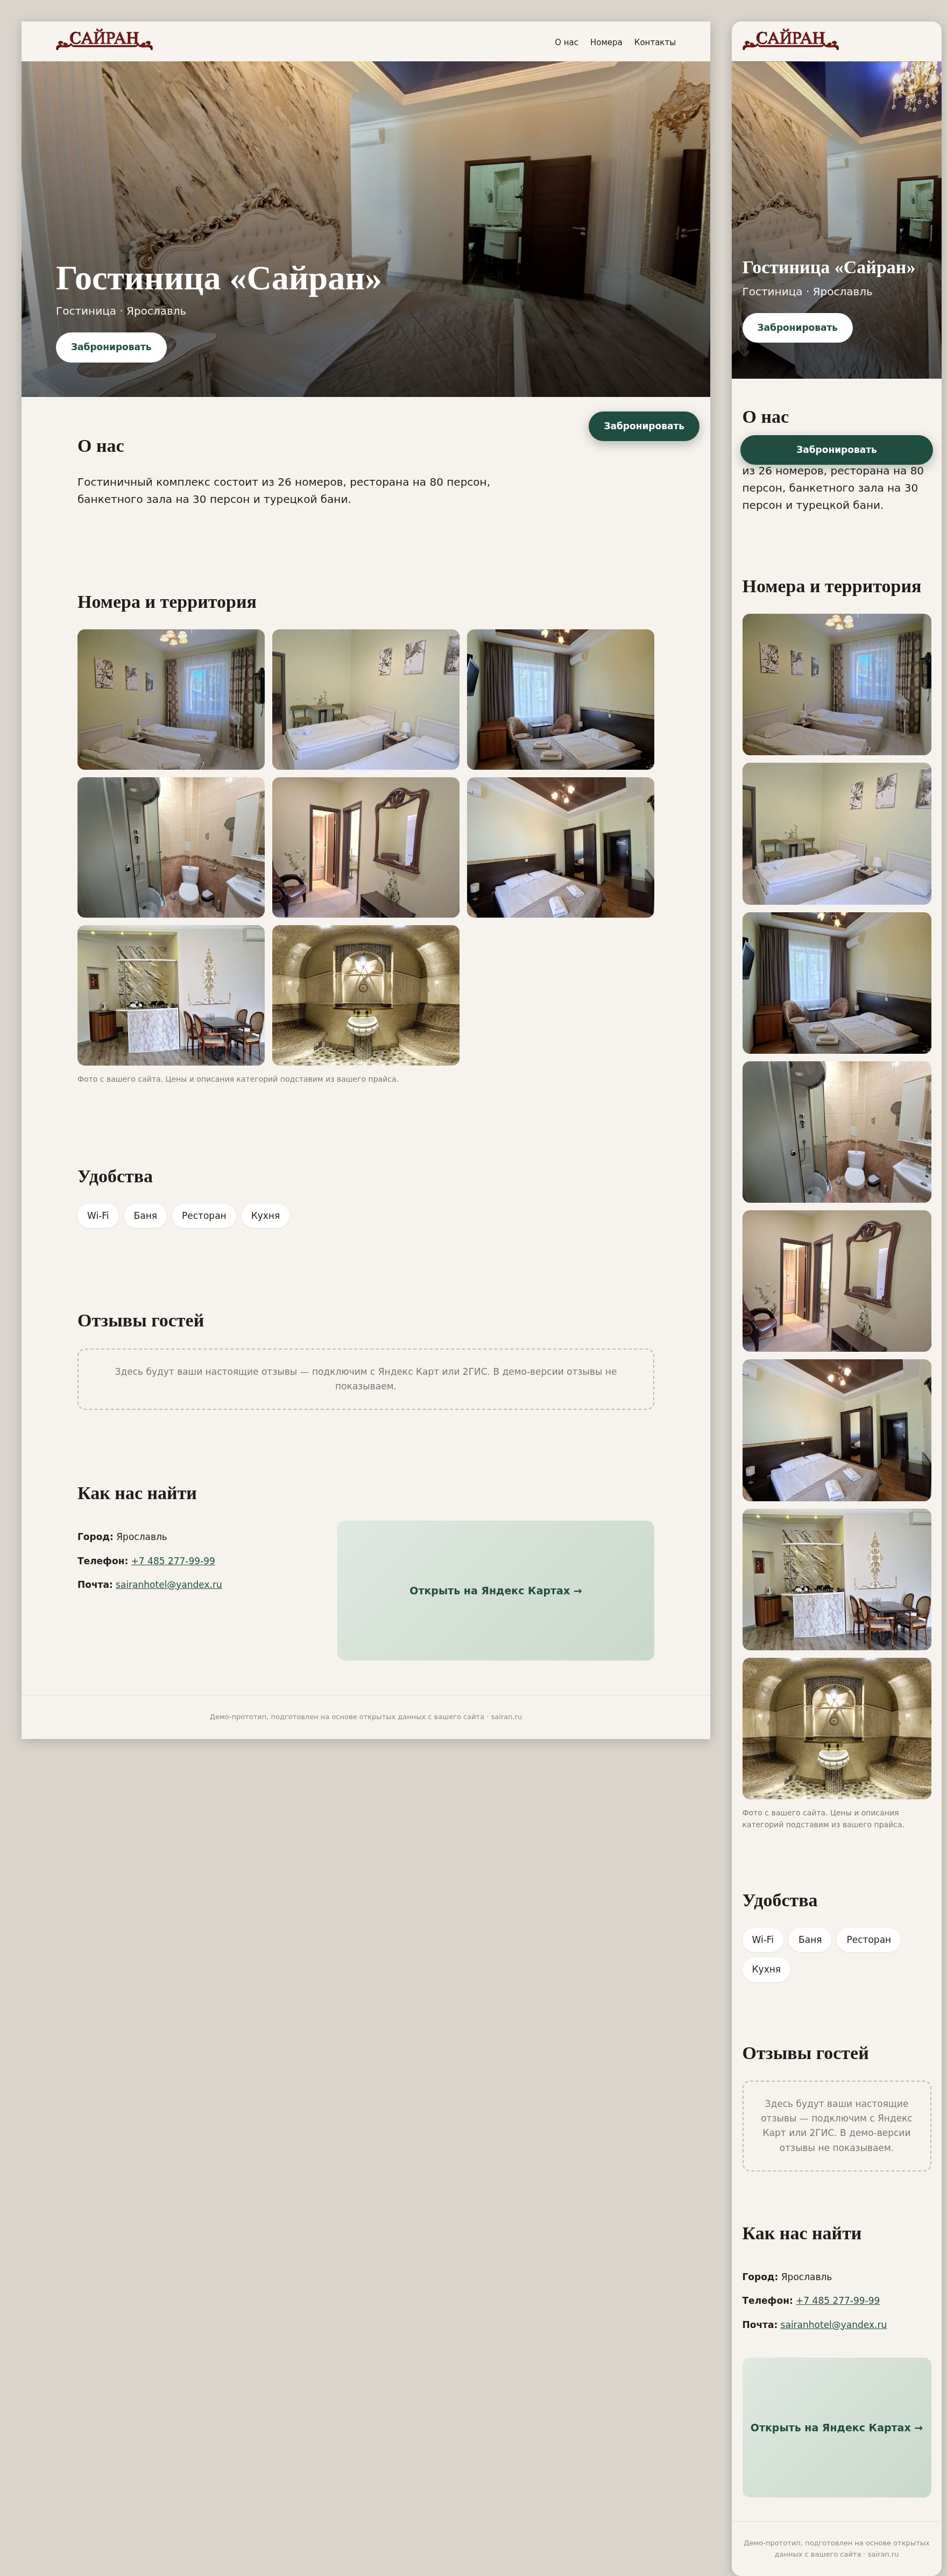 САЙРАН
О нас Номера Контакты
Гостиница «Сайран»
Гостиница · Ярославль
Забронировать
Забронировать
О нас
Гостиничный комплекс состоит из 26 номеров, ресторана на 80 персон,
банкетного зала на 30 персон и турецкой бани.
Номера и территория
Фото с вашего сайта. Цены и описания категорий подставим из вашего прайса.
Удобства
Wi-Fi Баня Ресторан Кухня
Отзывы гостей
Здесь будут ваши настоящие отзывы — подключим с Яндекс Карт или 2ГИС. В демо-версии отзывы не
показываем.
Как нас найти
Город: Ярославль
Телефон: +7 485 277-99-99
Почта: sairanhotel@yandex.ru
Открыть на Яндекс Картах →
Демо-прототип, подготовлен на основе открытых данных с вашего сайта · sairan.ru
САЙРАН
Гостиница «Сайран»
Гостиница · Ярославль
Забронировать
О нас
Забронировать
из 26 номеров, ресторана на 80
персон, банкетного зала на 30
персон и турецкой бани.
Номера и территория
Фото с вашего сайта. Цены и описания
категорий подставим из вашего прайса.
Удобства
Wi-Fi Баня Ресторан
Кухня
Отзывы гостей
Здесь будут ваши настоящие
отзывы — подключим с Яндекс
Карт или 2ГИС. В демо-версии
отзывы не показываем.
Как нас найти
Город: Ярославль
Телефон: +7 485 277-99-99
Почта: sairanhotel@yandex.ru
Открыть на Яндекс Картах →
Демо-прототип, подготовлен на основе открытых
данных с вашего сайта · sairan.ru